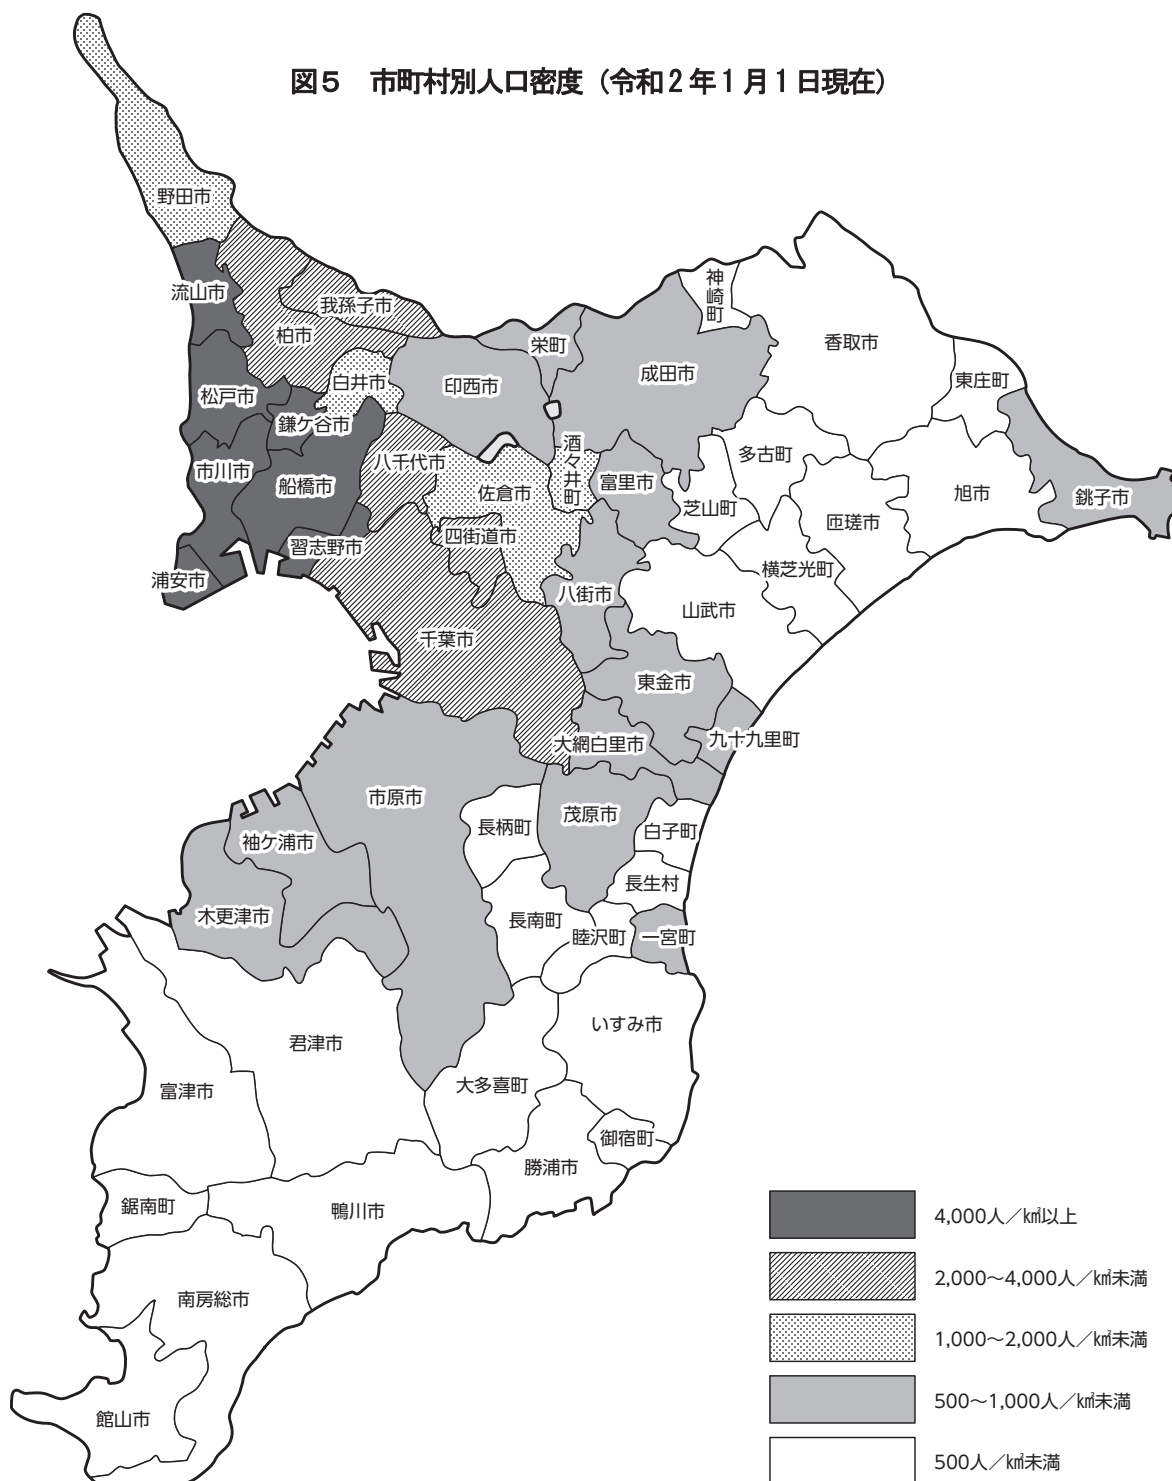 図5　市町村別人口密度（令和2年1月1日現在）
野田市
流山市
我孫子市
柏市
神崎町
香取市
栄町
成田市
東庄町
松戸市
白井市
印西市
鎌ケ谷市
市川市
船橋市
八千代市
佐倉市
酒々井町
富里市
多古町
芝山町
旭市
銚子市
匝瑳市
習志野市
四街道市
浦安市
八街市
横芝光町
山武市
千葉市
東金市
大網白里市
九十九里町
市原市
長柄町
茂原市
白子町
袖ケ浦市
長生村
木更津市
長南町
睦沢町
一宮町
いすみ市
君津市
大多喜町
富津市
御宿町
勝浦市
鋸南町
鴨川市
南房総市
館山市
4,000人／㎢以上
2,000～4,000人／㎢未満
1,000～2,000人／㎢未満
500～1,000人／㎢未満
500人／㎢未満